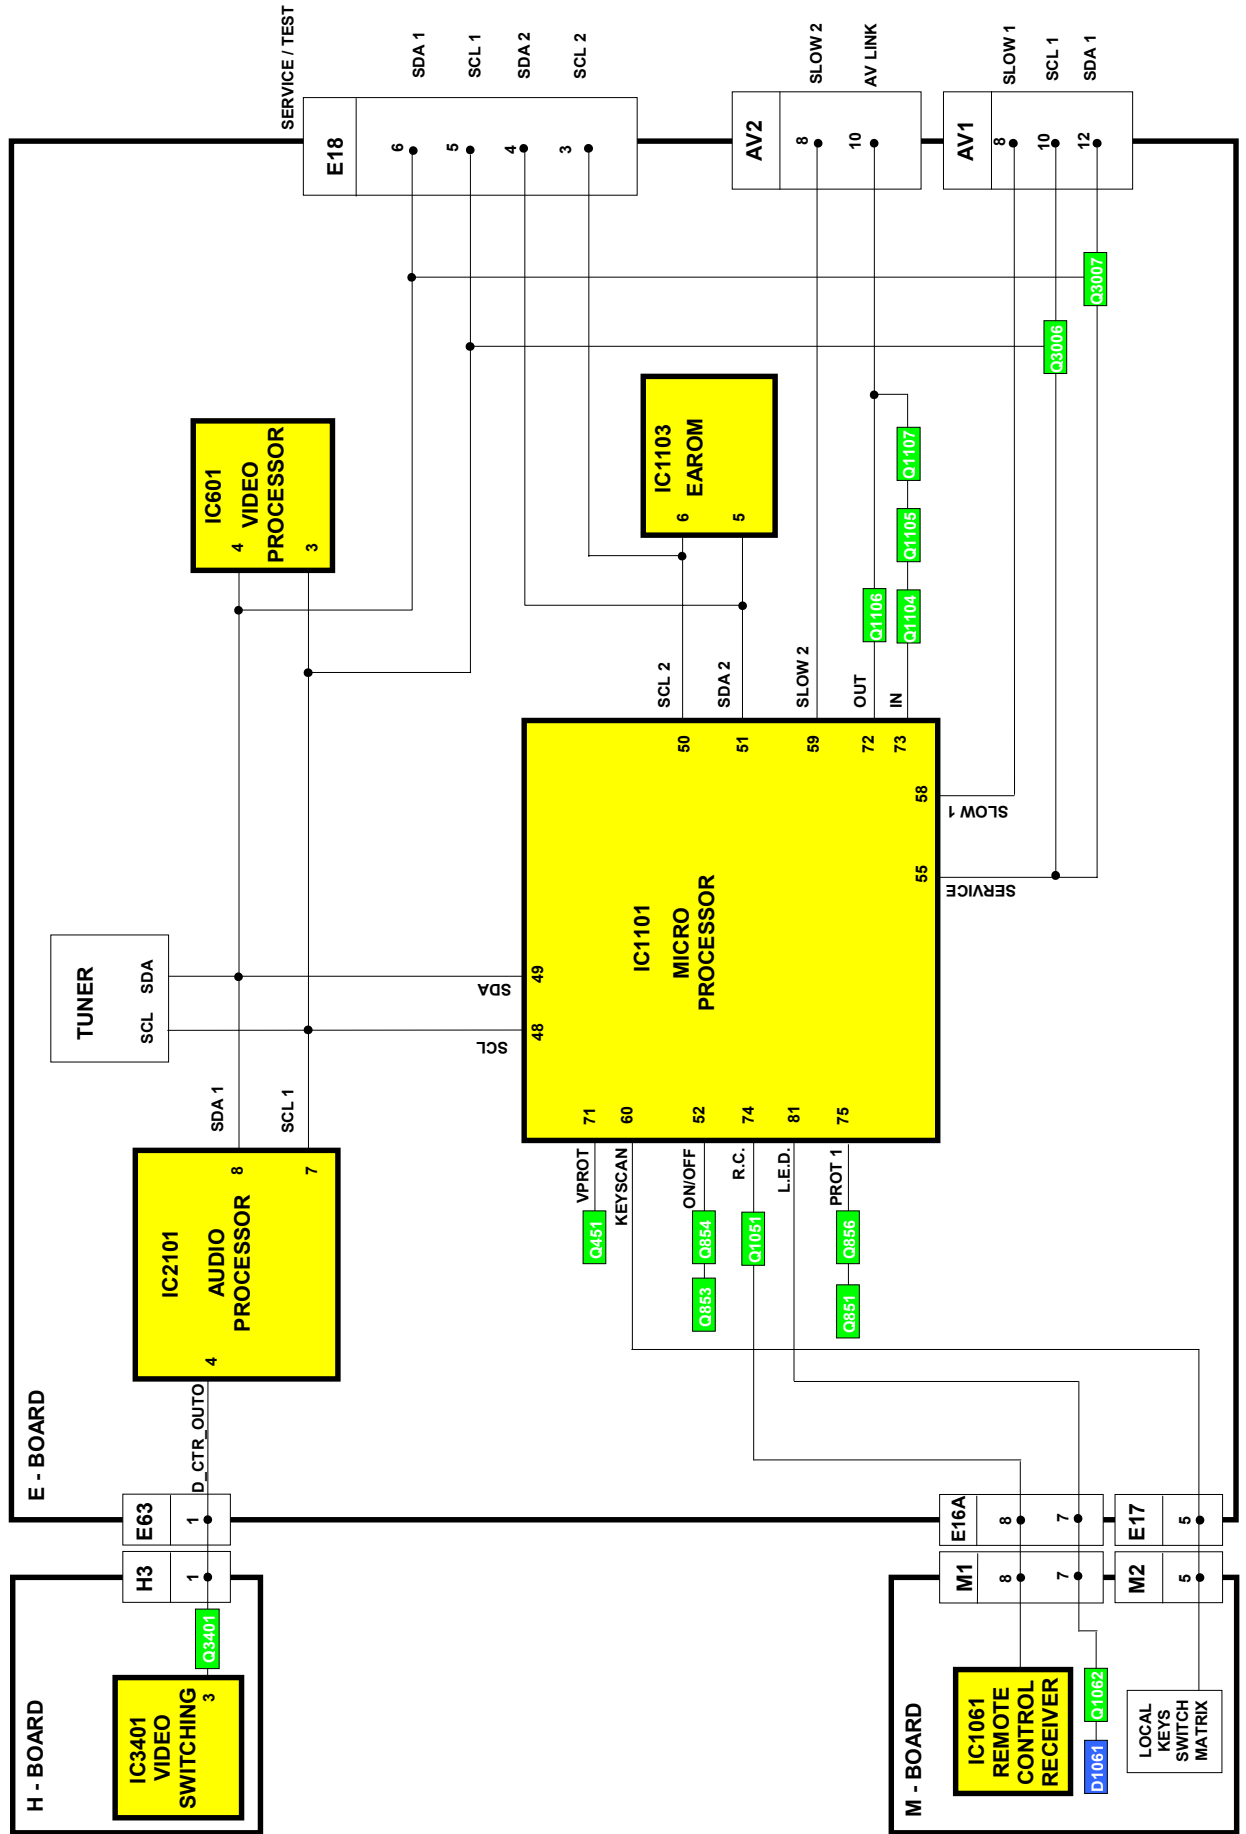 H - BOARD
IC3401
VIDEO
SWITCHING
3
Q3401
H3
1
E63
1
E - BOARD
D_CTR_OUTO
IC2101
AUDIO
PROCESSOR
4
8
7
SDA 1
SCL 1
TUNER
SCL
SDA
SCL
SDA
48
49
IC601
VIDEO
PROCESSOR
4
3
SERVICE / TEST
E18
6
5
4
3
SDA 1
SCL 1
SDA 2
SCL 2
IC1101
MICRO
PROCESSOR
71
60
52
74
81
75
VPROT
KEYSCAN
ON/OFF
R.C.
L.E.D.
PROT 1
Q451
Q854
Q853
Q1051
Q856
Q851
50
51
59
72
73
58
55
SCL 2
SDA 2
SLOW 2
OUT
IN
SLOW 1
SERVICE
IC1103
EAROM
6
5
Q1106
Q1104
Q1105
Q1107
Q3006
Q3007
AV2
8
10
SLOW 2
AV LINK
AV1
8
10
12
SLOW 1
SCL 1
SDA 1
M - BOARD
IC1061
REMOTE
CONTROL
RECEIVER
D1061
Q1062
LOCAL
KEYS
SWITCH
MATRIX
M1
8
7
M2
5
E16A
8
7
E17
5